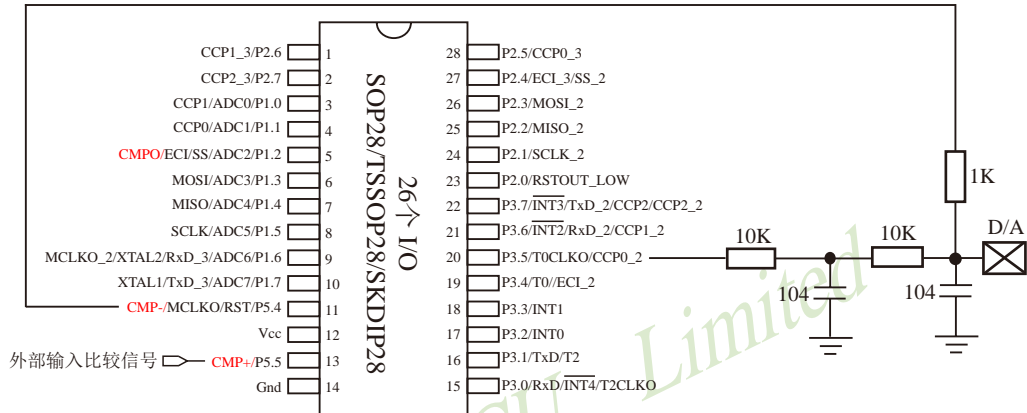 CCP1_3/P2.6 1
CCP2_3/P2.7 2
CCP1/ADC0/P1.0 3
CCP0/ADC1/P1.1 4
CMPO/ECI/SS/ADC2/P1.2 5
MOSI/ADC3/P1.3 6
MISO/ADC4/P1.4 7
SCLK/ADC5/P1.5 8
MCLKO_2/XTAL2/RxD_3/ADC6/P1.6 9
XTAL1/TxD_3/ADC7/P1.7 10
CMP-/MCLKO/RST/P5.4 11
Vcc 12
外部输入比较信号 CMP+/P5.5 13
Gnd 14
SOP28/TSSOP28/SKDIP28
26个 I/O
28 P2.5/CCP0_3
27 P2.4/ECI_3/SS_2
26 P2.3/MOSI_2
25 P2.2/MISO_2
24 P2.1/SCLK_2
23 P2.0/RSTOUT_LOW
22 P3.7/INT3/TxD_2/CCP2/CCP2_2
21 P3.6/INT2/RxD_2/CCP1_2
20 P3.5/T0CLKO/CCP0_2
19 P3.4/T0//ECI_2
18 P3.3/INT1
17 P3.2/INT0
16 P3.1/TxD/T2
15 P3.0/RxD/INT4/T2CLKO
1K
D/A
10K
10K
104
104
Limited